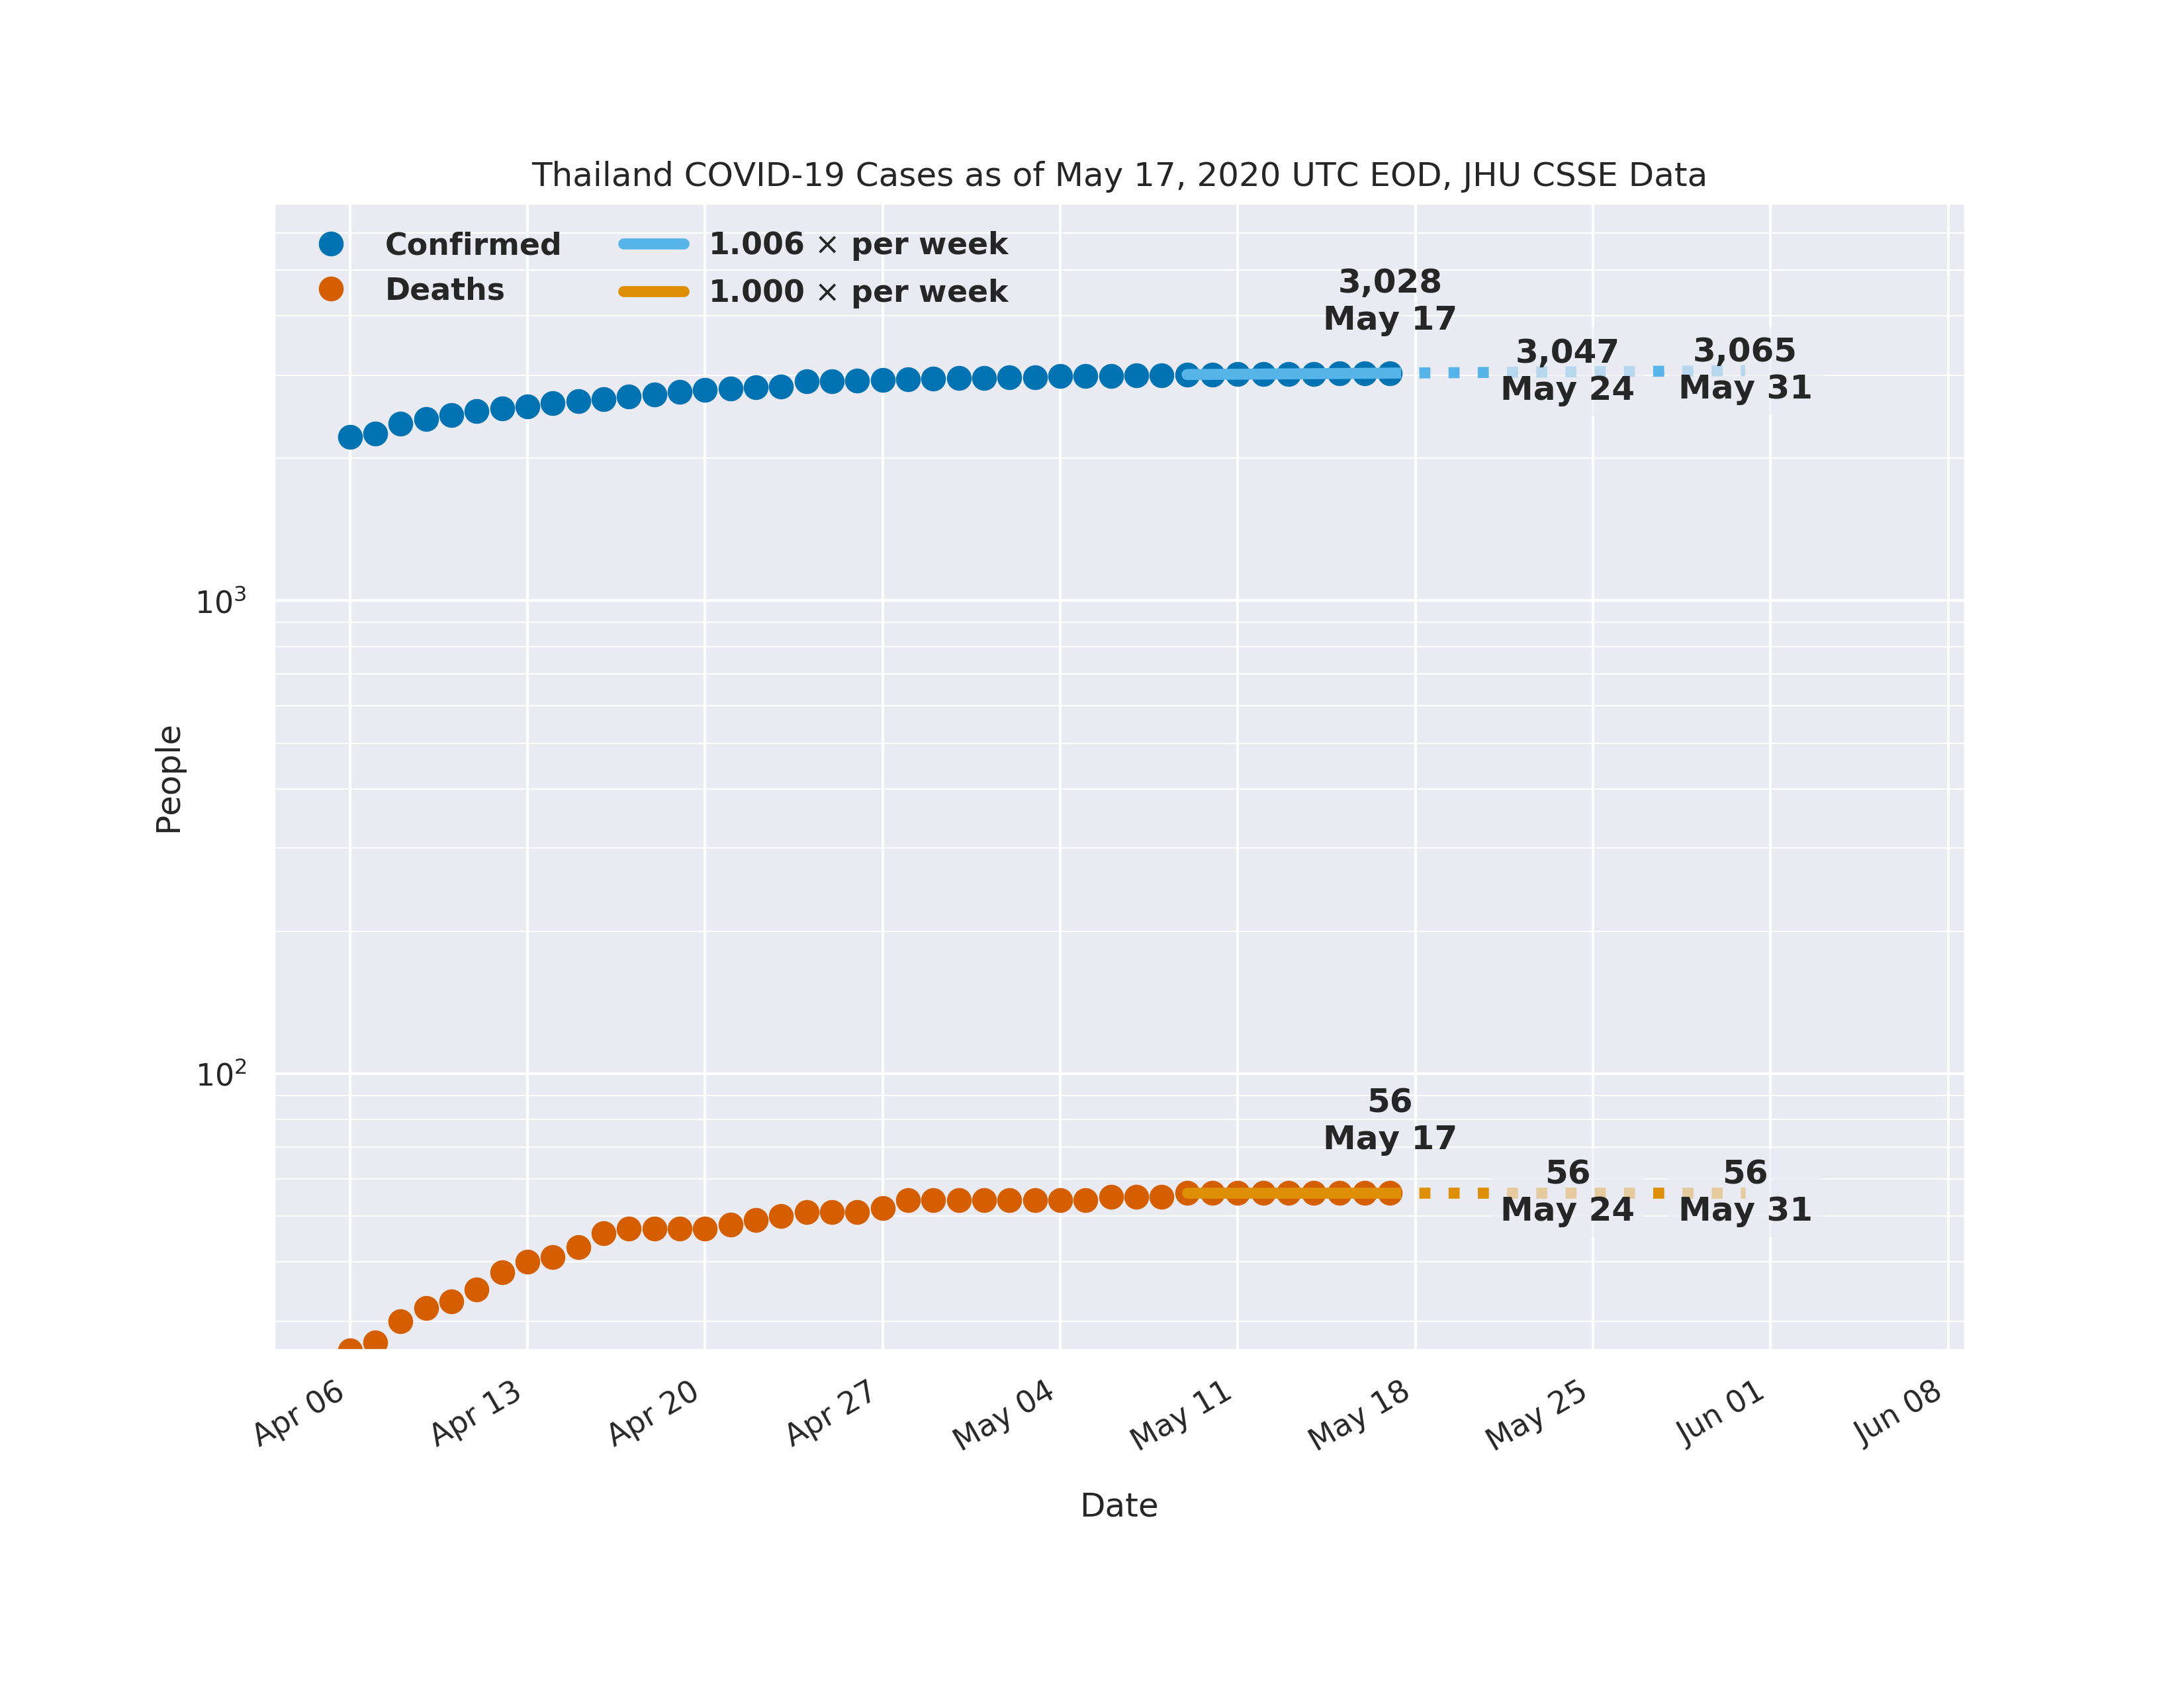 Thailand COVID-19 Cases as of May 17, 2020 UTC EOD, JHU CSSE Data
Confirmed
Deaths
1.006 × per week
1.000 × per week
3,028
May 17
3,047
May 24
3,065
May 31
10³
People
10²
56
May 17
56
May 24
56
May 31
Apr 06
Apr 13
Apr 20
Apr 27
May 04
May 11
May 18
May 25
Jun 01
Jun 08
Date